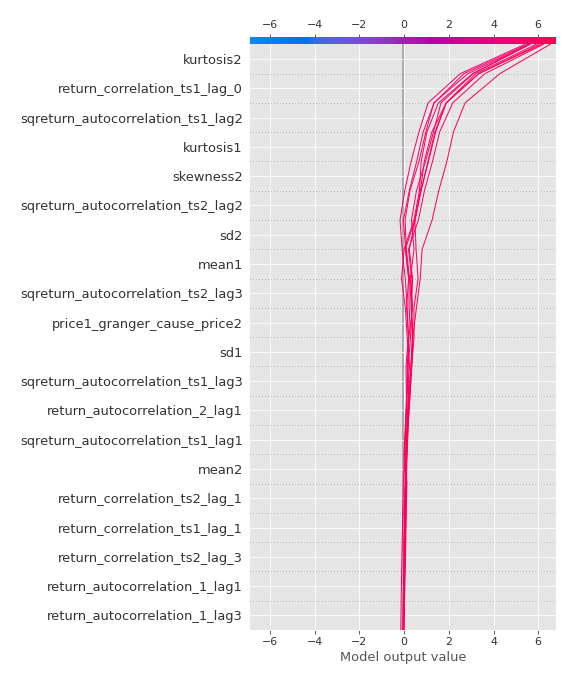 −6 −4 −2 0 2 4 6
kurtosis2
return_correlation_ts1_lag_0
sqreturn_autocorrelation_ts1_lag2
kurtosis1
skewness2
sqreturn_autocorrelation_ts2_lag2
sd2
mean1
sqreturn_autocorrelation_ts2_lag3
price1_granger_cause_price2
sd1
sqreturn_autocorrelation_ts1_lag3
return_autocorrelation_2_lag1
sqreturn_autocorrelation_ts1_lag1
mean2
return_correlation_ts2_lag_1
return_correlation_ts1_lag_1
return_correlation_ts2_lag_3
return_autocorrelation_1_lag1
return_autocorrelation_1_lag3
−6 −4 −2 0 2 4 6
Model output value